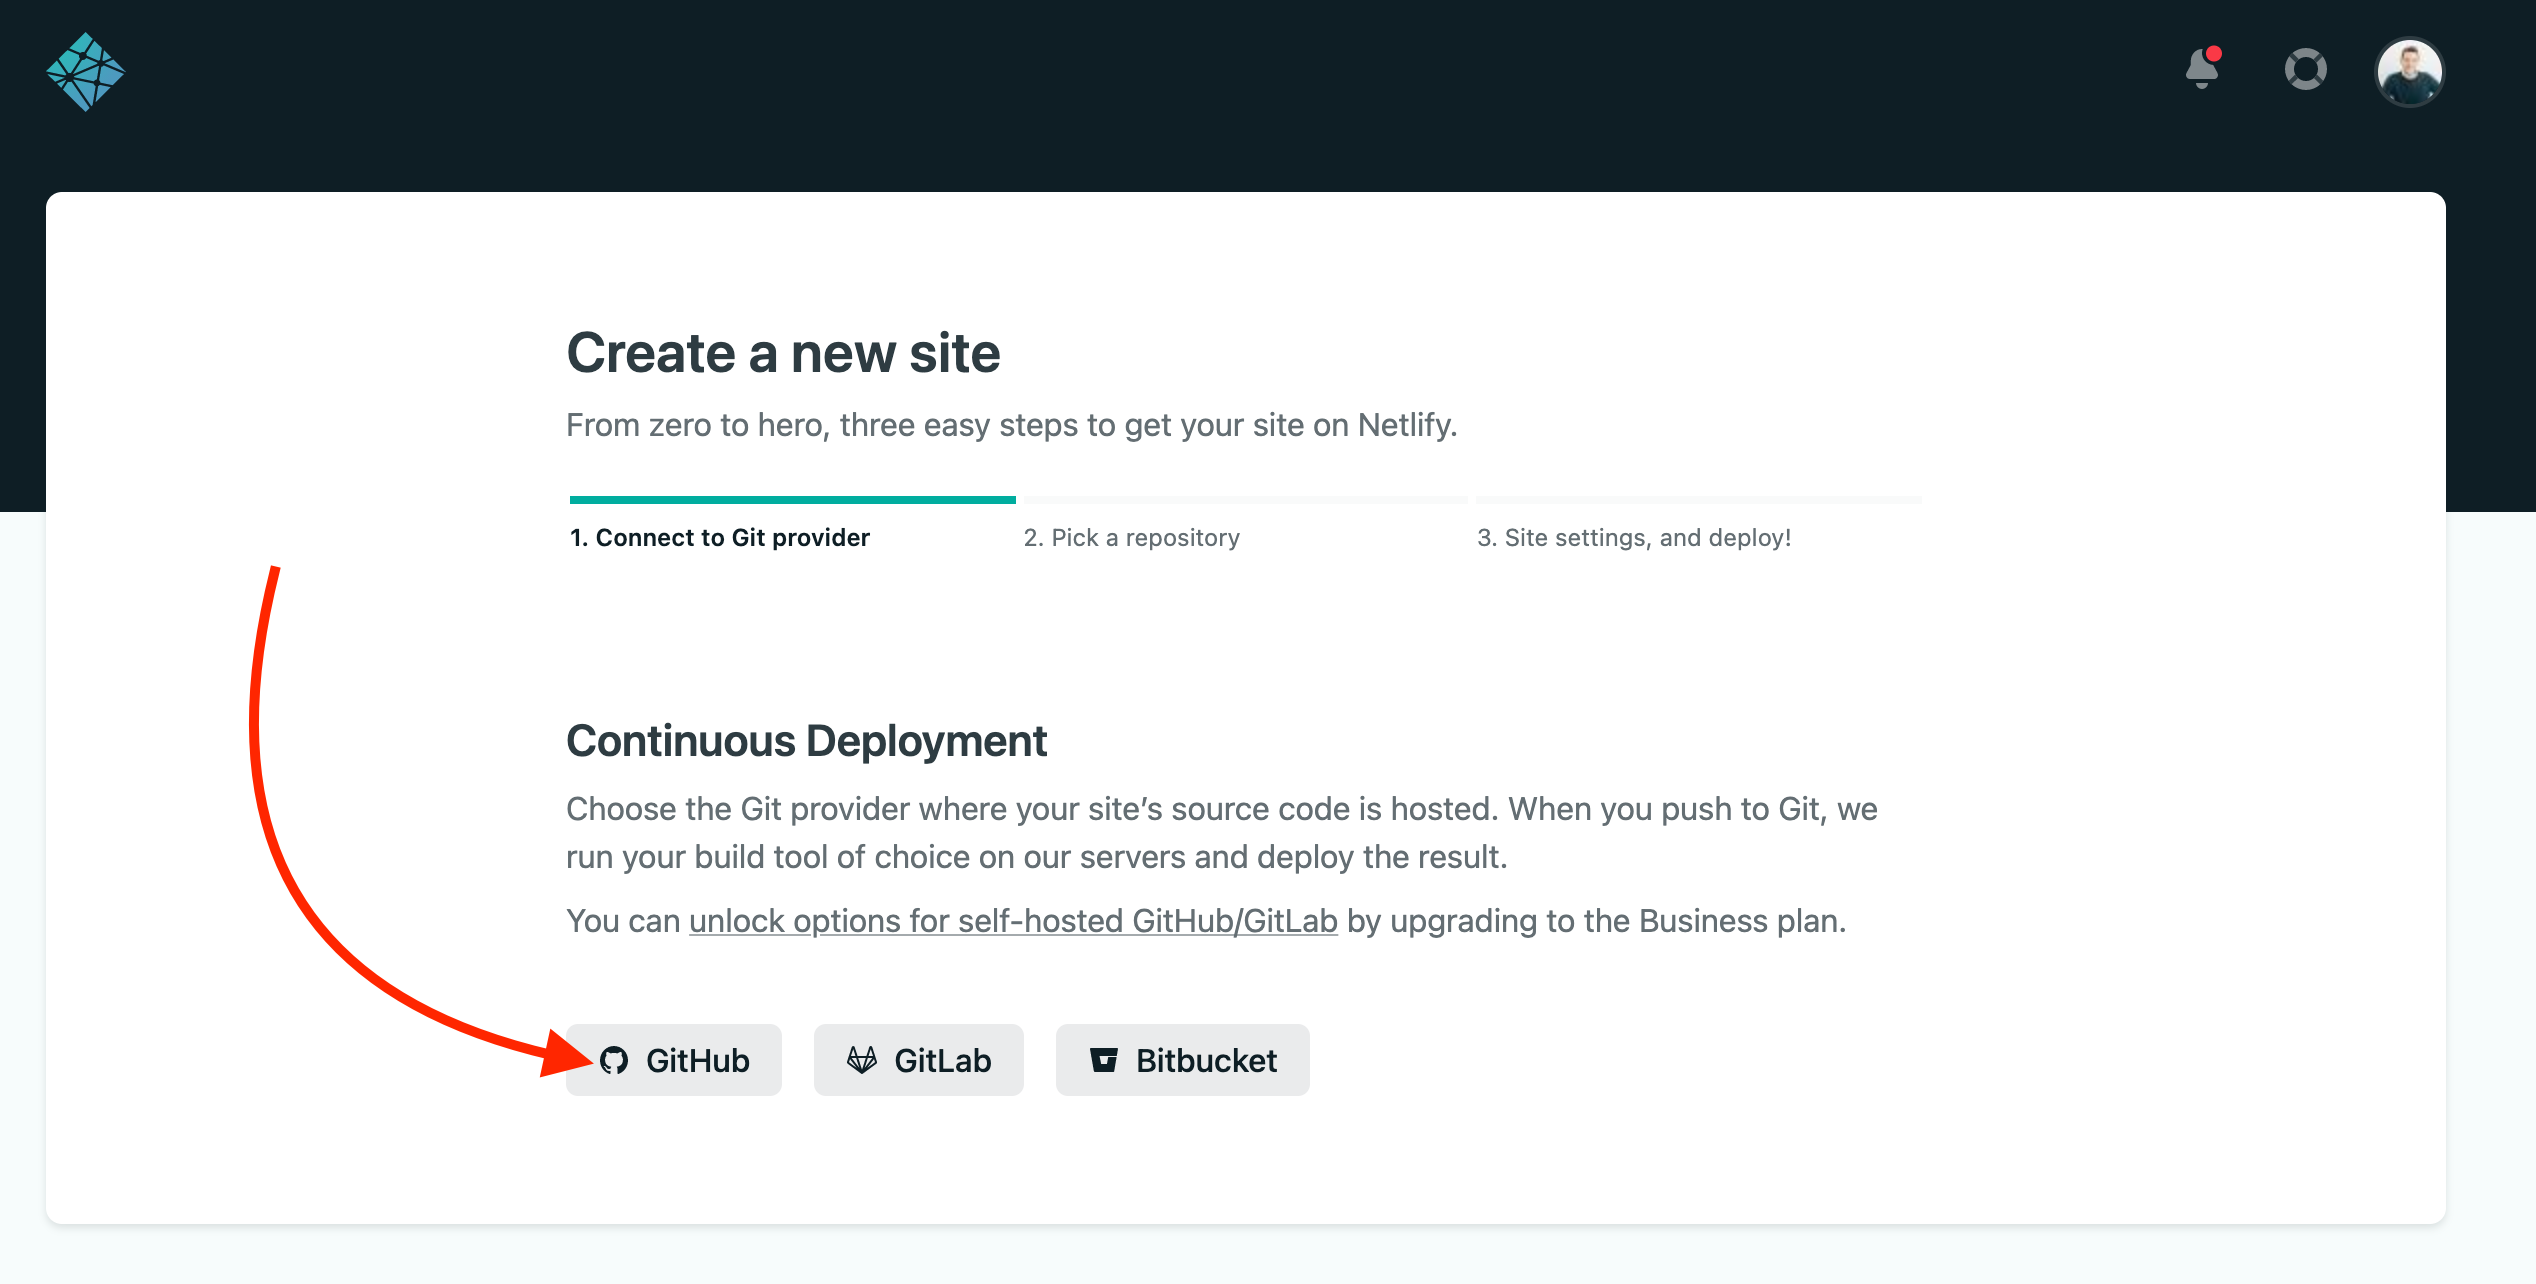 Create a new site
From zero to hero, three easy steps to get your site on Netlify.
1. Connect to Git provider
2. Pick a repository
3. Site settings, and deploy!
Continuous Deployment
Choose the Git provider where your site’s source code is hosted. When you push to Git, we
run your build tool of choice on our servers and deploy the result.
You can unlock options for self-hosted GitHub/GitLab by upgrading to the Business plan.
GitHub
GitLab
Bitbucket